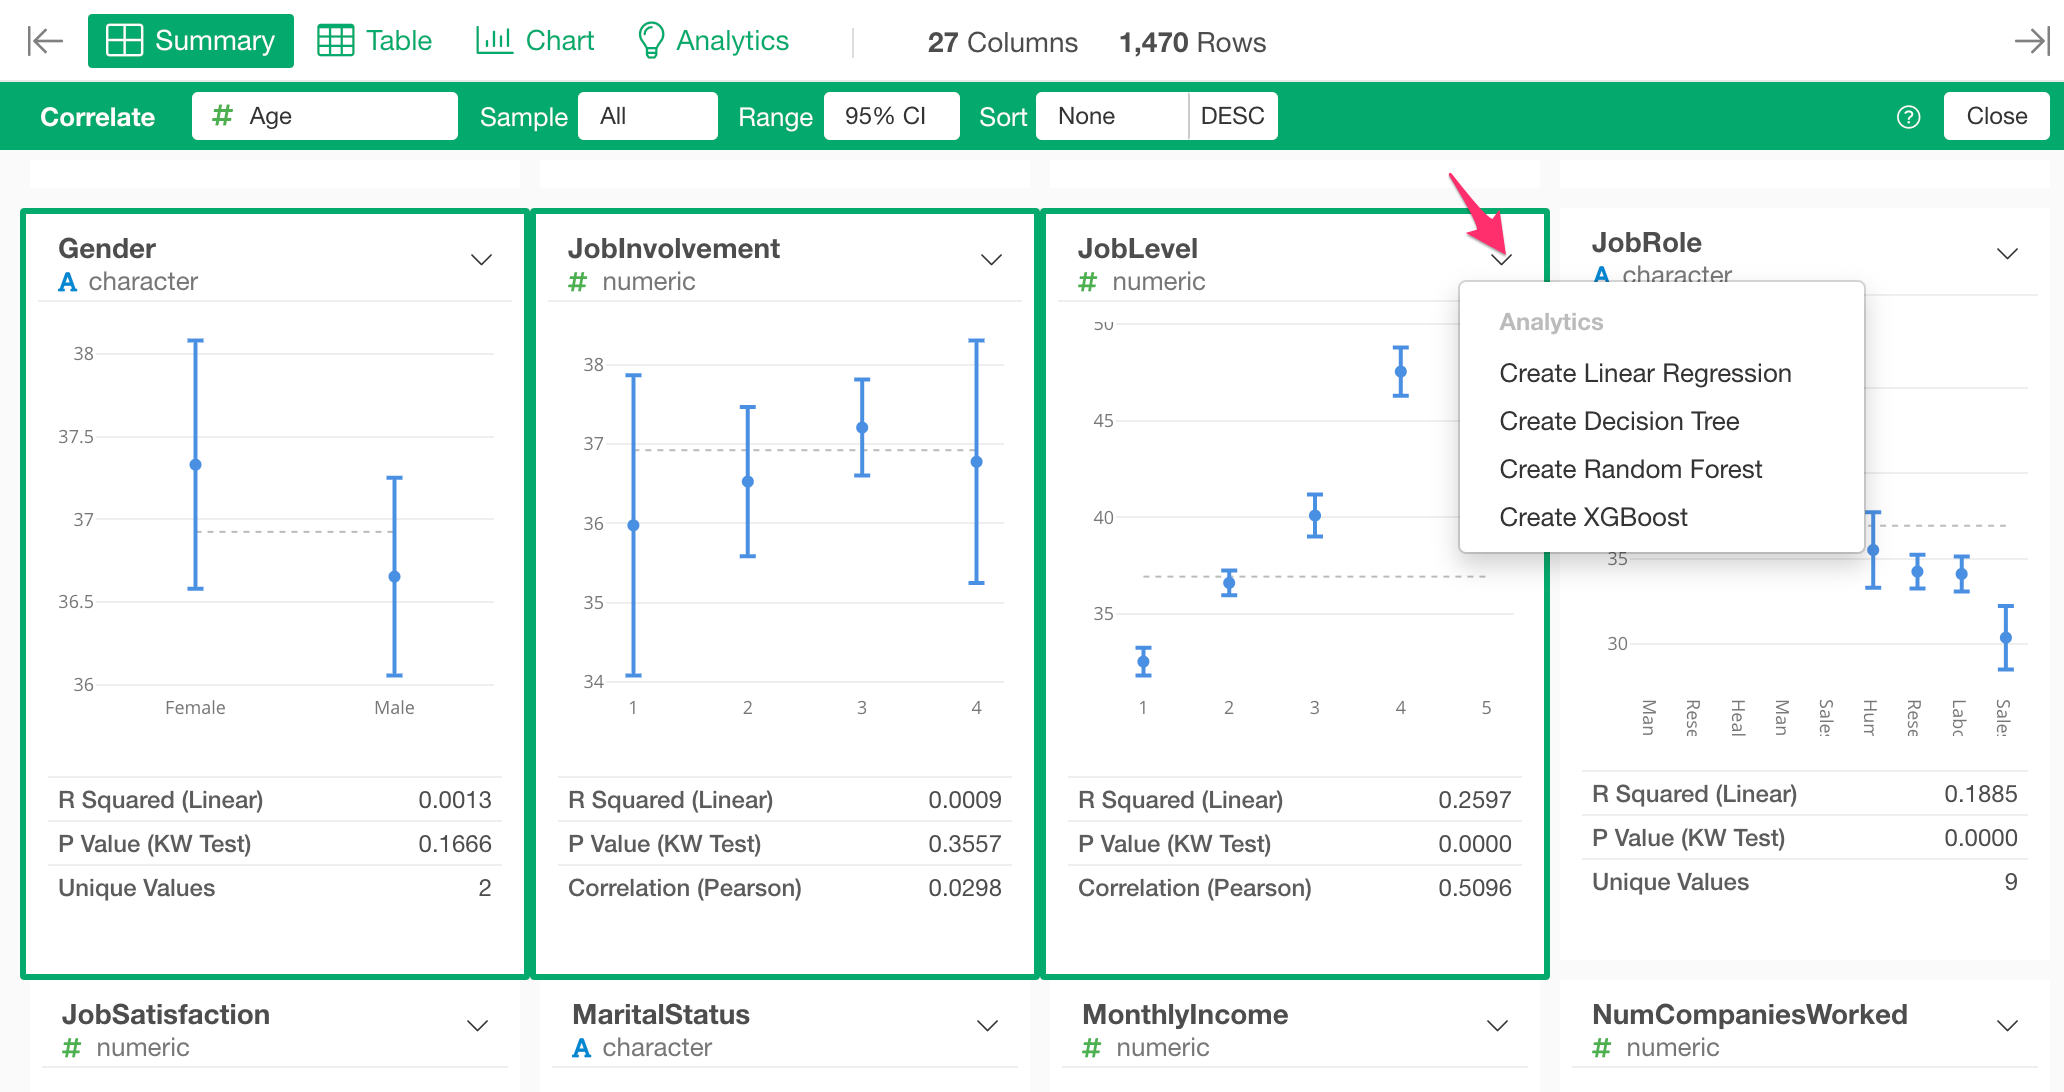 Summary Table Chart Analytics 27 Columns 1,470 Rows
Correlate # Age Sample All Range 95% CI Sort None DESC ? Close
Gender
A character
38
37.5
37
36.5
36
Female Male
R Squared (Linear) 0.0013
P Value (KW Test) 0.1666
Unique Values 2
JobInvolvement
# numeric
38
37
36
35
34
1 2 3 4
R Squared (Linear) 0.0009
P Value (KW Test) 0.3557
Correlation (Pearson) 0.0298
JobLevel
# numeric
50
45
40
35
1 2 3 4 5
R Squared (Linear) 0.2597
P Value (KW Test) 0.0000
Correlation (Pearson) 0.5096
Analytics
Create Linear Regression
Create Decision Tree
Create Random Forest
Create XGBoost
JobRole
A character
35
30
Man Rese Heal Man Sales Hum Rese Labo Sales
R Squared (Linear) 0.1885
P Value (KW Test) 0.0000
Unique Values 9
JobSatisfaction
# numeric
MaritalStatus
A character
MonthlyIncome
# numeric
NumCompaniesWorked
# numeric